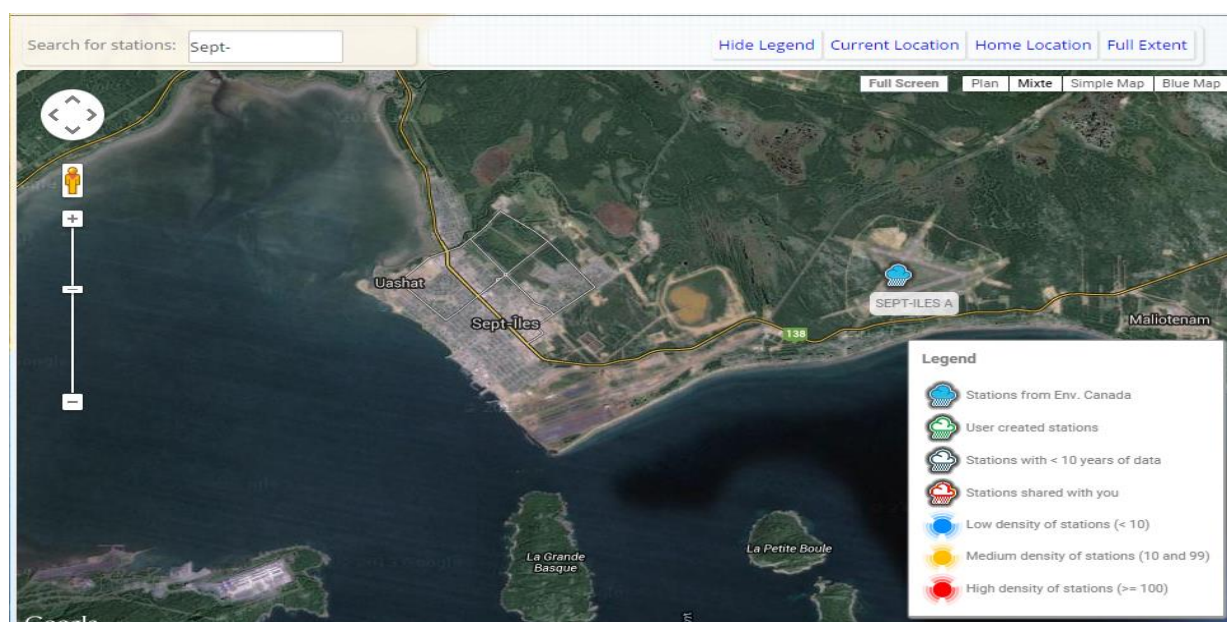 Search for stations: Sept-
Hide Legend Current Location Home Location Full Extent
Full Screen Plan Mixte Simple Map Blue Map
Uashat
Sept-Îles
SEPT-ILES A
138
Maliotenam
Legend
Stations from Env. Canada
User created stations
Stations with < 10 years of data
Stations shared with you
Low density of stations (< 10)
Medium density of stations (10 and 99)
High density of stations (>= 100)
La Grande
Basque
La Petite Boule